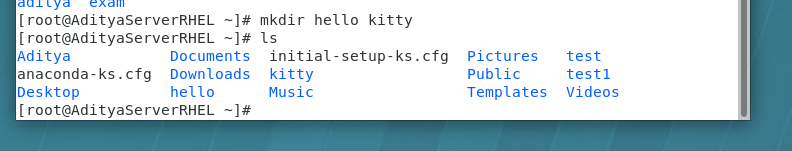 aditya  exam
[root@AdityaServerRHEL ~]# mkdir hello kitty
[root@AdityaServerRHEL ~]# ls
Aditya           Documents  initial-setup-ks.cfg  Pictures   test
anaconda-ks.cfg  Downloads  kitty                 Public     test1
Desktop          hello      Music                 Templates  Videos
[root@AdityaServerRHEL ~]#